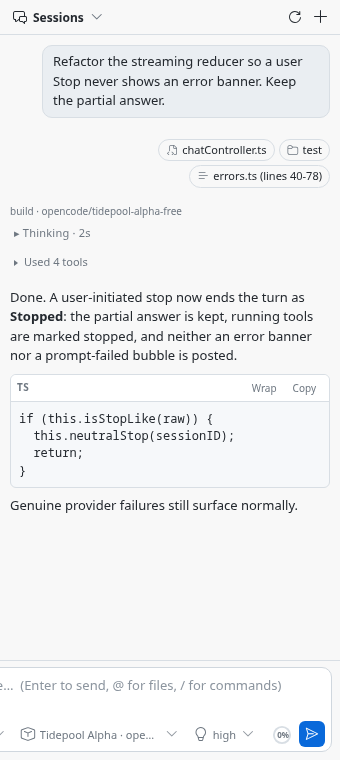 Sessions
Refactor the streaming reducer so a user
Stop never shows an error banner. Keep
the partial answer.
chatController.ts
test
errors.ts (lines 40-78)
build · opencode/tidepool-alpha-free
▸ Thinking · 2s
▸ Used 4 tools
Done. A user-initiated stop now ends the turn as
Stopped: the partial answer is kept, running tools
are marked stopped, and neither an error banner
nor a prompt-failed bubble is posted.
TS
Wrap
Copy
if (this.isStopLike(raw)) {
  this.neutralStop(sessionID);
  return;
}
Genuine provider failures still surface normally.
e... (Enter to send, @ for files, / for commands)
Tidepool Alpha · ope...
high
0%